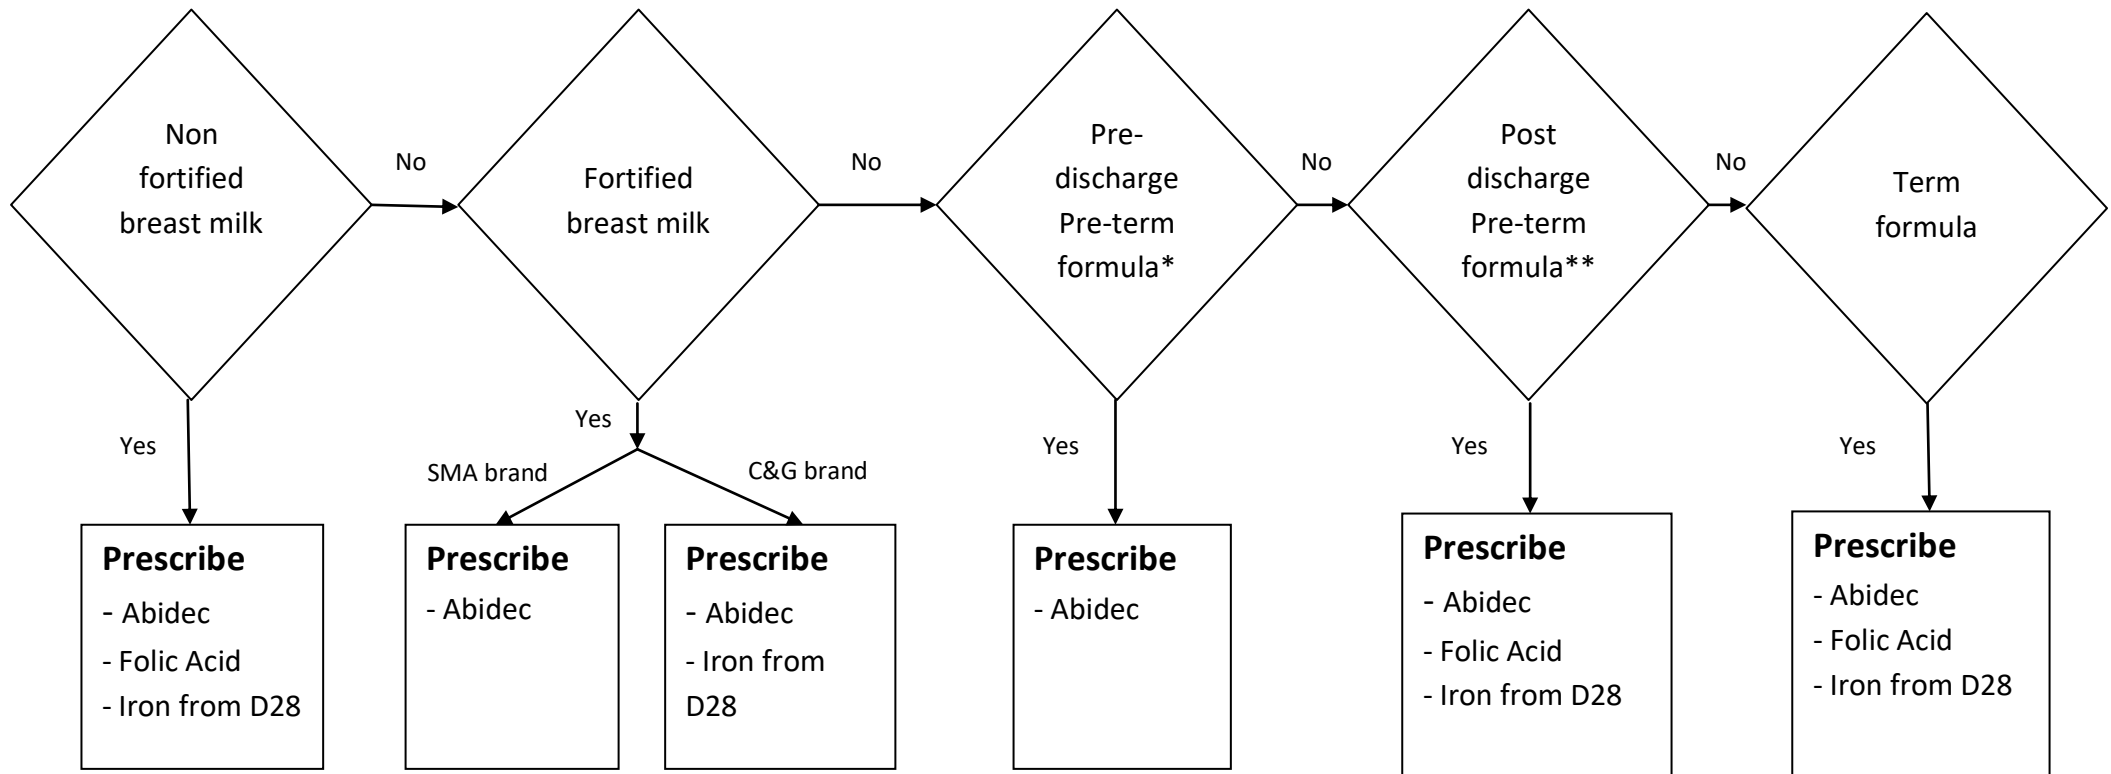 Non
fortified
breast milk
No
Fortified
breast milk
No
Pre-
discharge
Pre-term
formula*
No
Post
discharge
Pre-term
formula**
No
Term
formula
Yes
Yes
SMA brand
C&G brand
Yes
Yes
Yes
Prescribe
- Abidec
- Folic Acid
- Iron from D28
Prescribe
- Abidec
Prescribe
- Abidec
- Iron from
D28
Prescribe
- Abidec
Prescribe
- Abidec
- Folic Acid
- Iron from D28
Prescribe
- Abidec
- Folic Acid
- Iron from D28